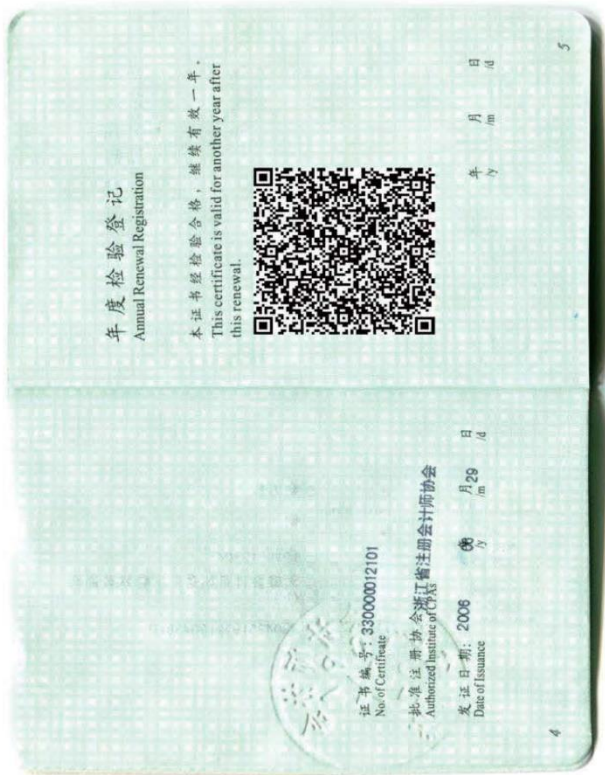 证书编号：330000012101
No. of Certificate
批准注册协会浙江省注册会计师协会
Authorized Institute of CPAs
发证日期：2006 年 06 月 29 日
Date of Issuance /y /m /d
4
年度检验登记
Annual Renewal Registration
本证书经检验合格，继续有效一年。
This certificate is valid for another year after
this renewal.
年 月 日
/y /m /d
5